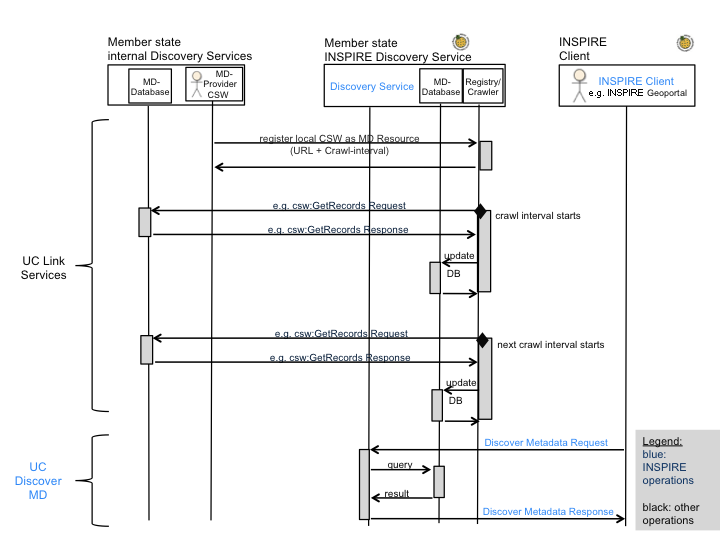 Member state
internal Discovery Services
Member state
INSPIRE Discovery Service
INSPIRE
Client
MD-
Database
MD-
Provider
CSW
Discovery Service
MD-
Database
Registry/
Crawler
INSPIRE Client
e.g. INSPIRE Geoportal
register local CSW as MD Resource
(URL + Crawl-interval)
e.g. csw:GetRecords Request
crawl interval starts
e.g. csw:GetRecords Response
update
DB
UC Link
Services
e.g. csw:GetRecords Request
next crawl interval starts
e.g. csw:GetRecords Response
update
DB
Discover Metadata Request
query
result
Discover Metadata Response
UC
Discover
MD
Legend:
blue:
INSPIRE
operations
black: other
operations